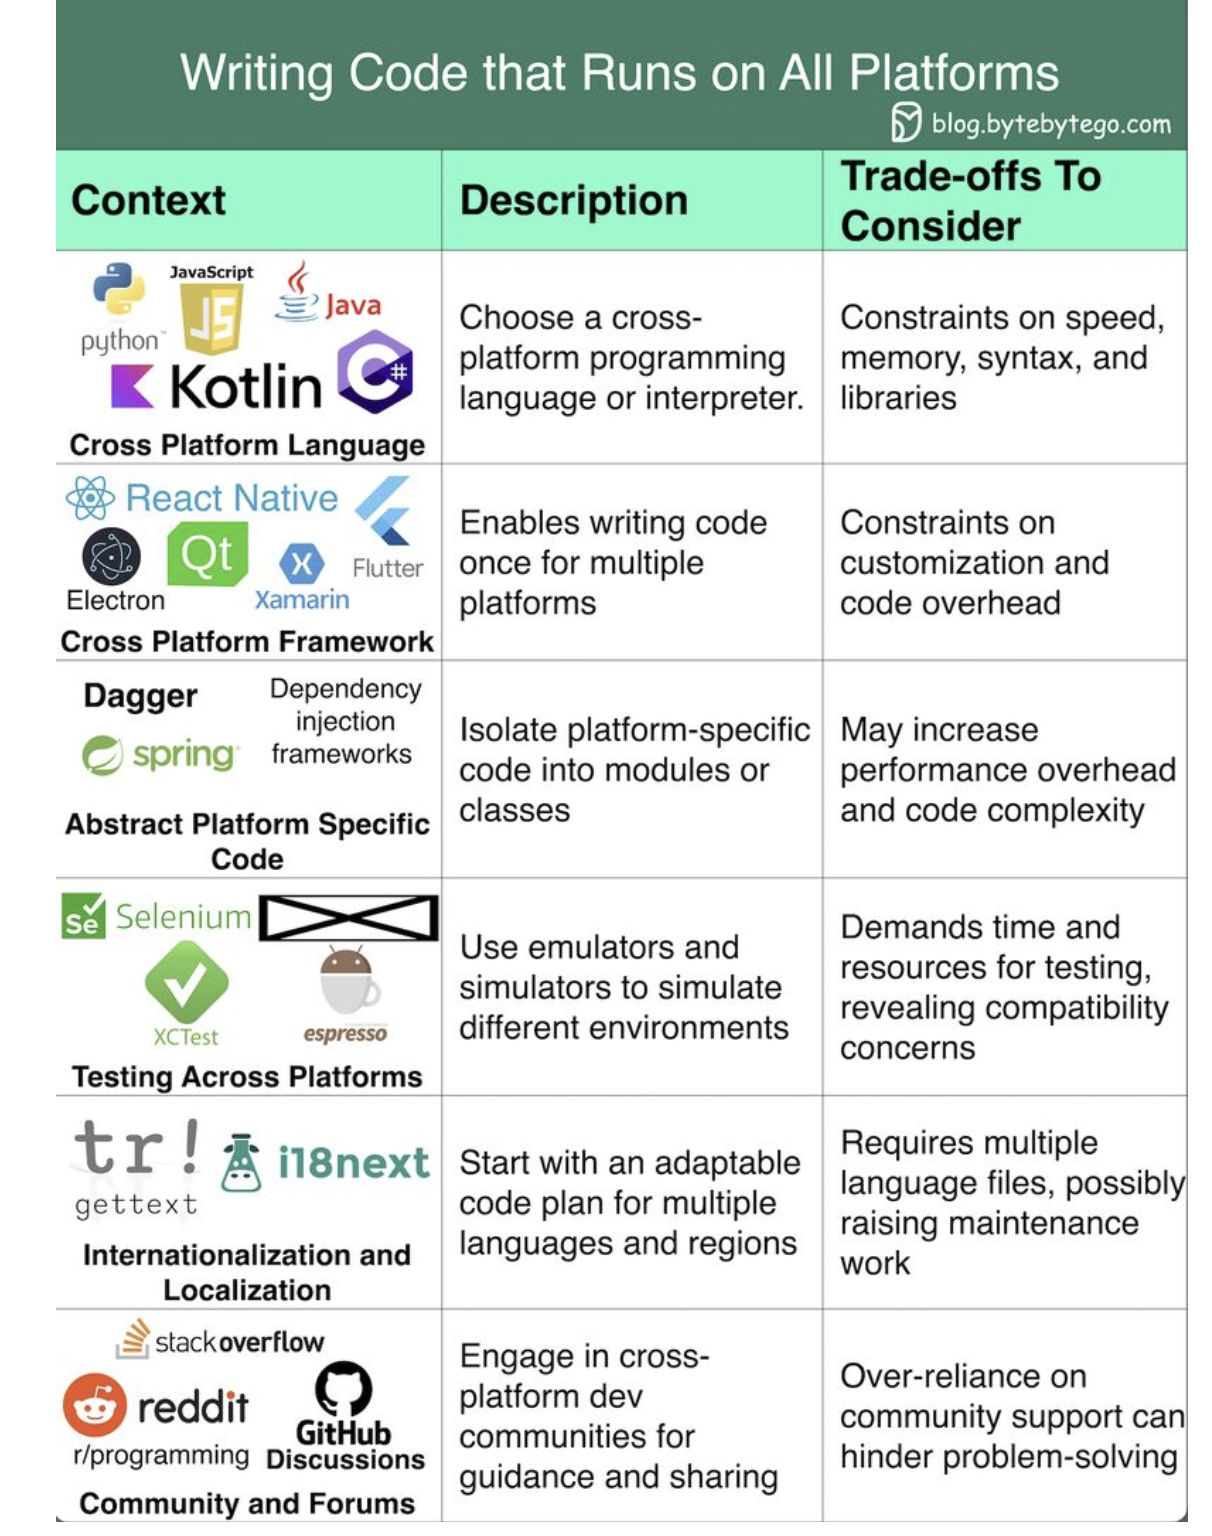 Writing Code that Runs on All Platforms
blog.bytebytego.com
Context
Description
Trade-offs To
Consider
python™
JavaScript
JS
Java
Kotlin
C#
Cross Platform Language
Choose a cross-
platform programming
language or interpreter.
Constraints on speed,
memory, syntax, and
libraries
React Native
Electron
Qt
Xamarin
Flutter
Cross Platform Framework
Enables writing code
once for multiple
platforms
Constraints on
customization and
code overhead
Dagger
spring
Dependency
injection
frameworks
Abstract Platform Specific
Code
Isolate platform-specific
code into modules or
classes
May increase
performance overhead
and code complexity
Se Selenium
XCTest
espresso
Testing Across Platforms
Use emulators and
simulators to simulate
different environments
Demands time and
resources for testing,
revealing compatibility
concerns
tr!
gettext
i18next
Internationalization and
Localization
Start with an adaptable
code plan for multiple
languages and regions
Requires multiple
language files, possibly
raising maintenance
work
stackoverflow
reddit
r/programming
GitHub
Discussions
Community and Forums
Engage in cross-
platform dev
communities for
guidance and sharing
Over-reliance on
community support can
hinder problem-solving